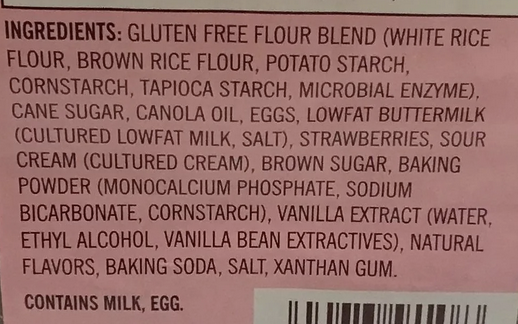 INGREDIENTS: GLUTEN FREE FLOUR BLEND (WHITE RICE
FLOUR, BROWN RICE FLOUR, POTATO STARCH,
CORNSTARCH, TAPIOCA STARCH, MICROBIAL ENZYME),
CANE SUGAR, CANOLA OIL, EGGS, LOWFAT BUTTERMILK
(CULTURED LOWFAT MILK, SALT), STRAWBERRIES, SOUR
CREAM (CULTURED CREAM), BROWN SUGAR, BAKING
POWDER (MONOCALCIUM PHOSPHATE, SODIUM
BICARBONATE, CORNSTARCH), VANILLA EXTRACT (WATER,
ETHYL ALCOHOL, VANILLA BEAN EXTRACTIVES), NATURAL
FLAVORS, BAKING SODA, SALT, XANTHAN GUM.
CONTAINS MILK, EGG.